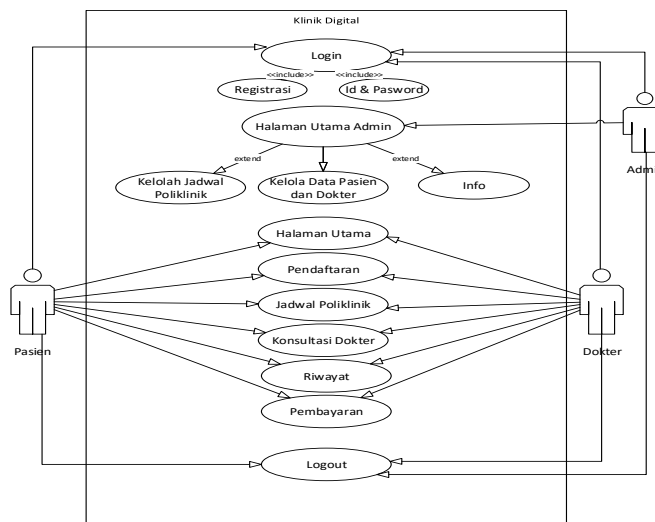 Klinik Digital
Login
<<include>>
<<include>>
Registrasi
Id & Pasword
Halaman Utama Admin
extend
extend
Kelolah Jadwal
Poliklinik
Kelola Data Pasien
dan Dokter
Info
Admi
Halaman Utama
Pendaftaran
Jadwal Poliklinik
Konsultasi Dokter
Pasien
Dokter
Riwayat
Pembayaran
Logout